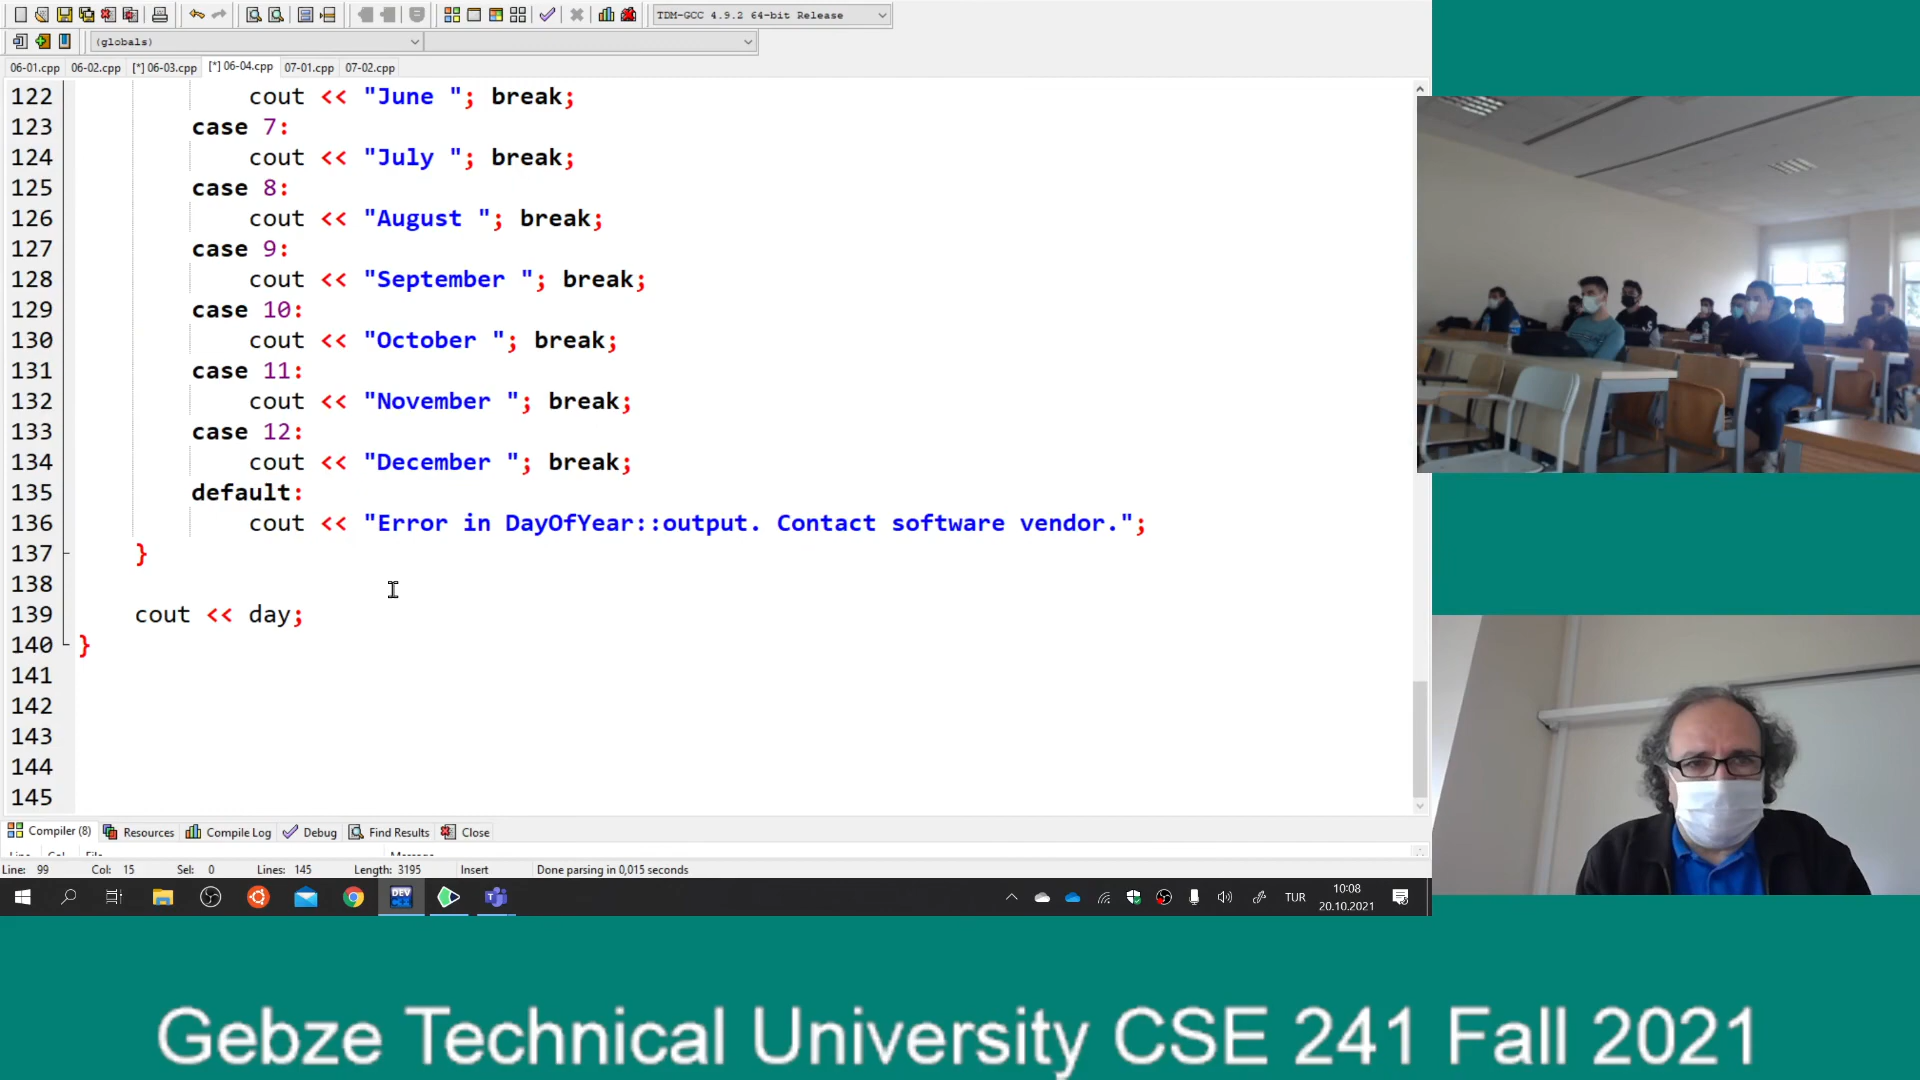 TDM-GCC 4.9.2 64-bit Release
(globals)
06-01.cpp 06-02.cpp [*] 06-03.cpp [*] 06-04.cpp 07-01.cpp 07-02.cpp
122 cout << "June "; break;
123 case 7:
124 cout << "July "; break;
125 case 8:
126 cout << "August "; break;
127 case 9:
128 cout << "September "; break;
129 case 10:
130 cout << "October "; break;
131 case 11:
132 cout << "November "; break;
133 case 12:
134 cout << "December "; break;
135 default:
136 cout << "Error in DayOfYear::output. Contact software vendor.";
137 }
138
139 cout << day;
140 }
141
142
143
144
145
Compiler (8) Resources Compile Log Debug Find Results Close
Line: 99 Col: 15 Sel: 0 Lines: 145 Length: 3195 Insert Done parsing in 0,015 seconds
DEV
TUR
10:08
20.10.2021
Gebze Technical University CSE 241 Fall 2021